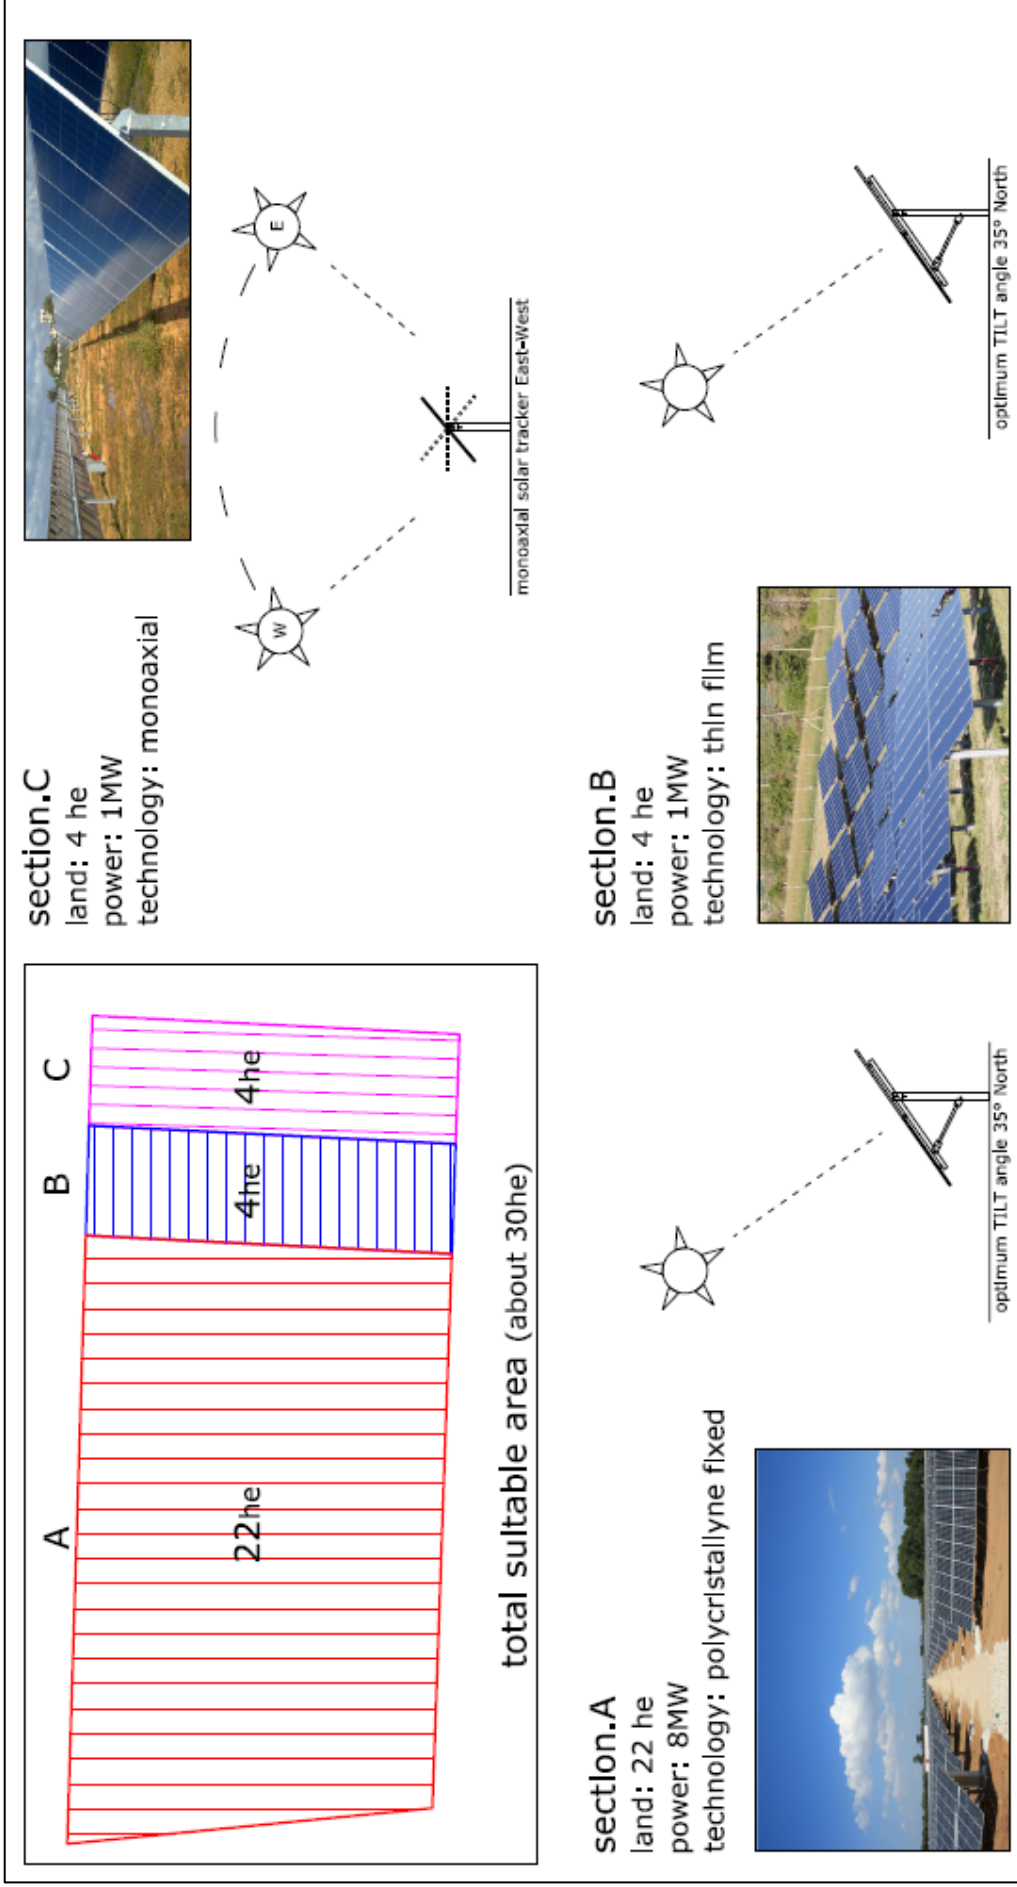 A B C
22he 4he 4he
total suitable area (about 30he)
section.C
land: 4 he
power: 1MW
technology: monoaxial
W E
monoaxial solar tracker East-West
section.A
land: 22 he
power: 8MW
technology: polycristallyne fixed
optimum TILT angle 35° North
section.B
land: 4 he
power: 1MW
technology: thin film
optimum TILT angle 35° North